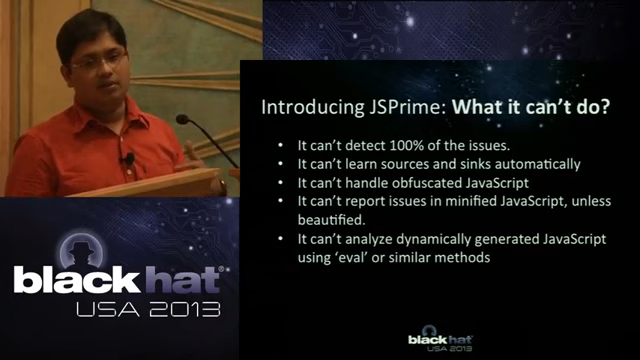 Introducing JSPrime: What it can't do?
• It can't detect 100% of the issues.
• It can't learn sources and sinks automatically
• It can't handle obfuscated JavaScript
• It can't report issues in minified JavaScript, unless
beautified.
• It can't analyze dynamically generated JavaScript
using 'eval' or similar methods
black hat®
USA 2013
black hat
USA 2013